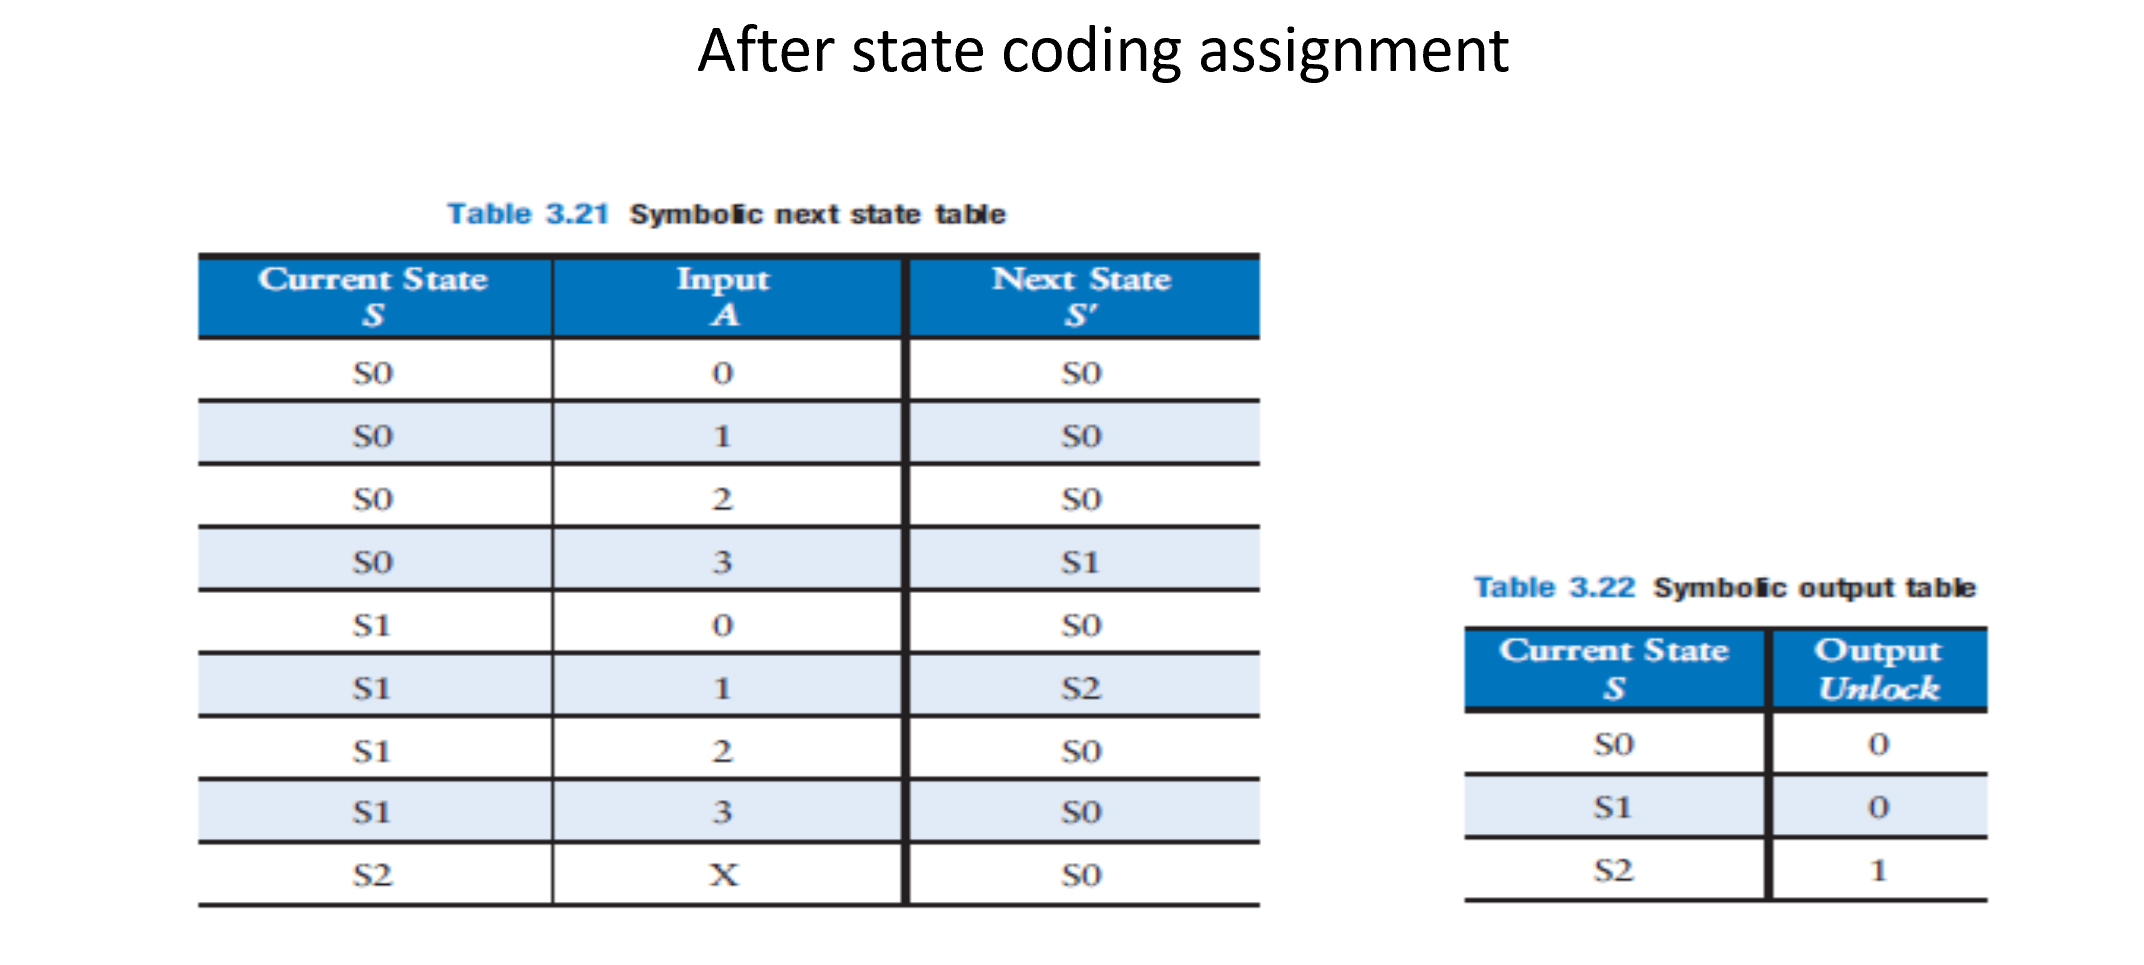 After state coding assignment
Table 3.21 Symbolic next state table
Current State Input Next State
S A S′
S0 0 S0
S0 1 S0
S0 2 S0
S0 3 S1
S1 0 S0
S1 1 S2
S1 2 S0
S1 3 S0
S2 X S0
Table 3.22 Symbolic output table
Current State Output
S Unlock
S0 0
S1 0
S2 1